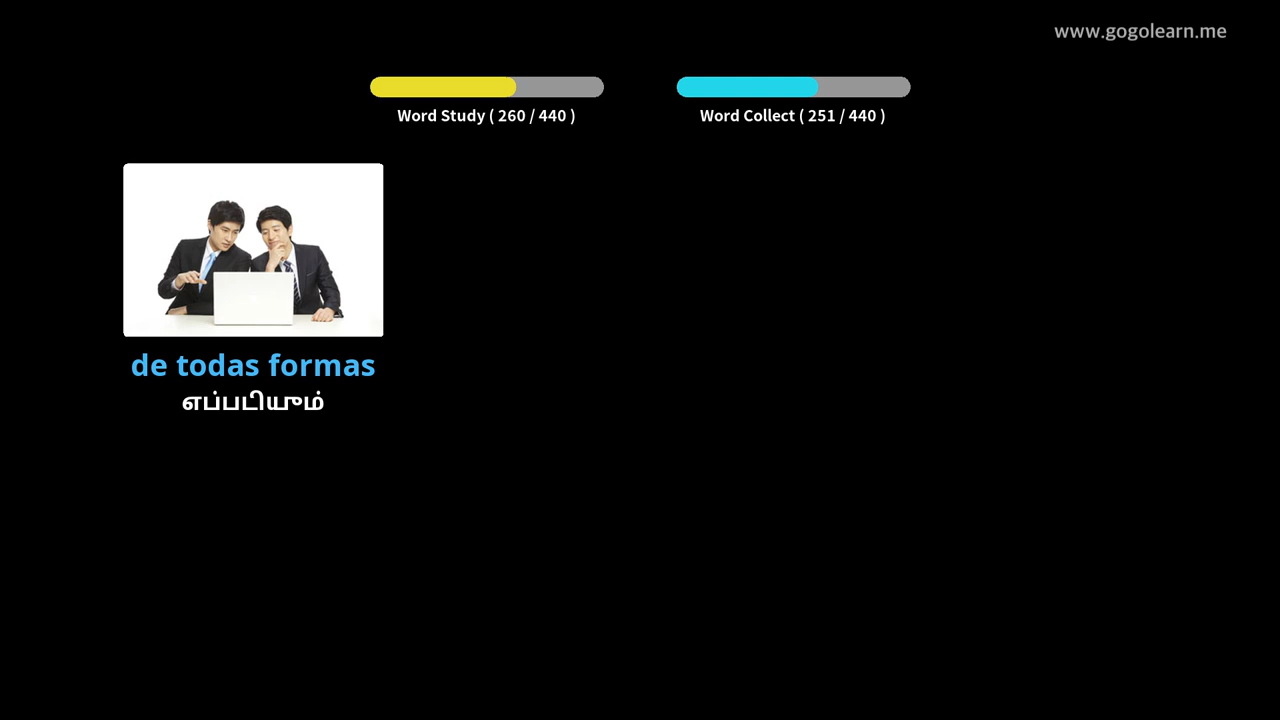 www.gogolearn.me
Word Study ( 260 / 440 )
Word Collect ( 251 / 440 )
de todas formas
எப்படியும்